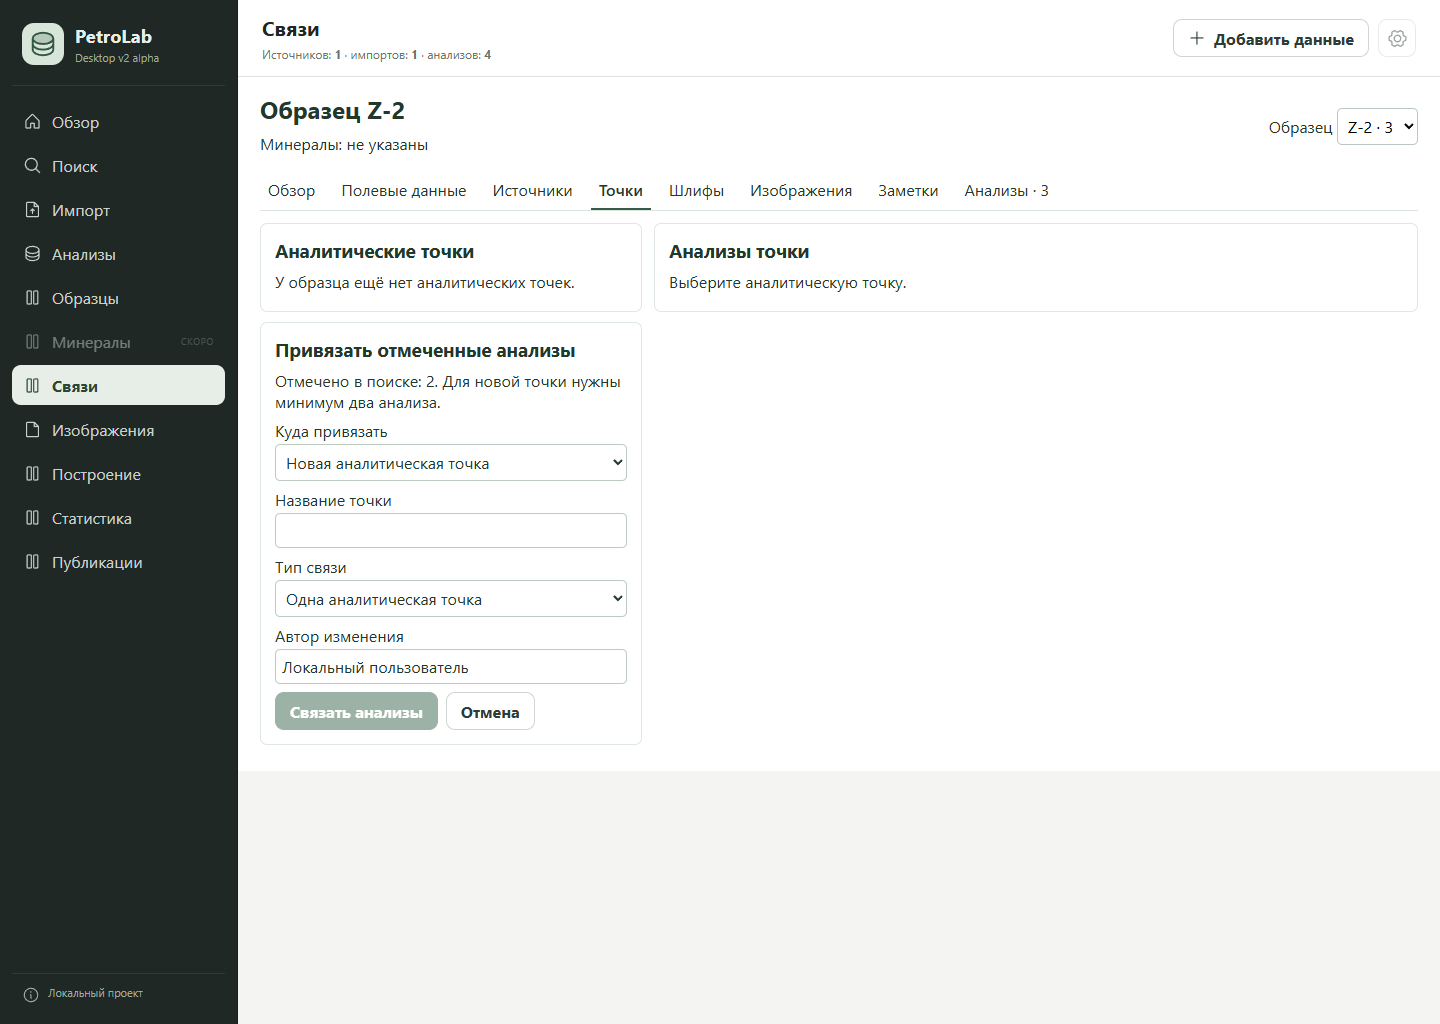 PetroLab
Desktop v2 alpha
Обзор
Поиск
Импорт
Анализы
Образцы
Минералы СКОРО
Связи
Изображения
Построение
Статистика
Публикации
Локальный проект
Связи
Источников: 1 · импортов: 1 · анализов: 4
Добавить данные
Образец Z-2
Минералы: не указаны
Образец Z-2 · 3
Обзор Полевые данные Источники Точки Шлифы Изображения Заметки Анализы · 3
Аналитические точки
У образца ещё нет аналитических точек.
Анализы точки
Выберите аналитическую точку.
Привязать отмеченные анализы
Отмечено в поиске: 2. Для новой точки нужны
минимум два анализа.
Куда привязать
Новая аналитическая точка
Название точки
Тип связи
Одна аналитическая точка
Автор изменения
Локальный пользователь
Связать анализы Отмена